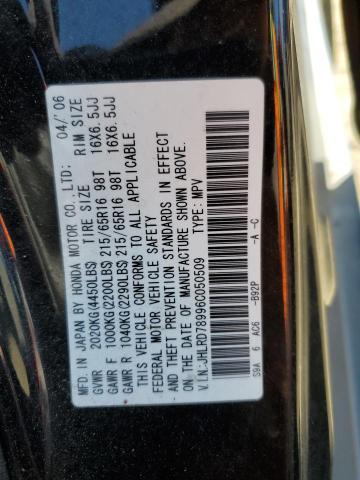 MFD. IN JAPAN BY HONDA MOTOR CO., LTD; 04/'06
TIRE SIZE RIM SIZE
GVWR 2020KG(4450LBS)
GAWR F 1000KG(2200LBS) 215/65R16 98T 16X6.5JJ
GAWR R 1040KG(2290LBS) 215/65R16 98T 16X6.5JJ
THIS VEHICLE CONFORMS TO ALL APPLICABLE
FEDERAL MOTOR VEHICLE SAFETY
AND THEFT PREVENTION STANDARDS IN EFFECT
ON THE DATE OF MANUFACTURE SHOWN ABOVE.
V.I.N:JHLRD78996C050509 TYPE: MPV
S9A 6 AC6 -B92P -A -C